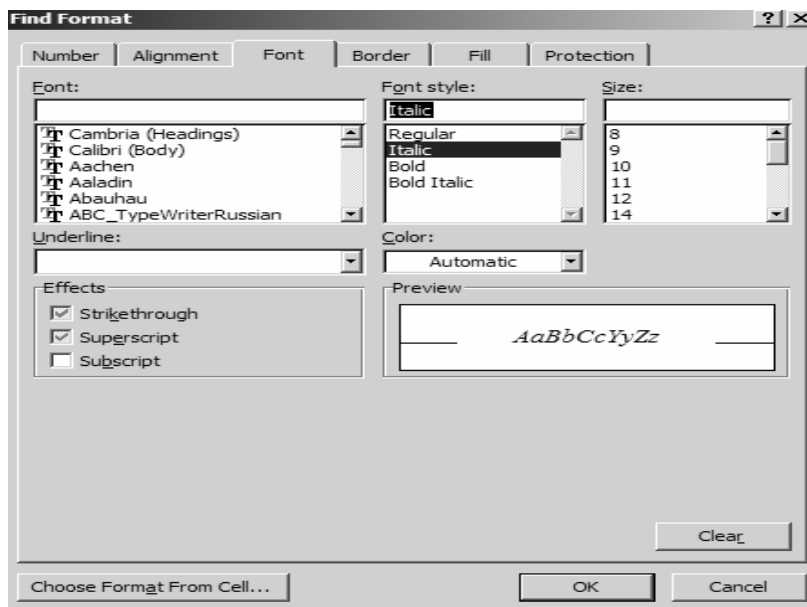 Find Format
Number Alignment Font Border Fill Protection
Font: Font style: Size:
Italic
Cambria (Headings) Regular 8
Calibri (Body) Italic 9
Aachen Bold 10
Aaladin Bold Italic 11
Abauhau 12
ABC_TypeWriterRussian 14
Underline: Color:
Automatic
Effects Preview
Strikethrough
Superscript AaBbCcYyZz
Subscript
Clear
Choose Format From Cell... OK Cancel